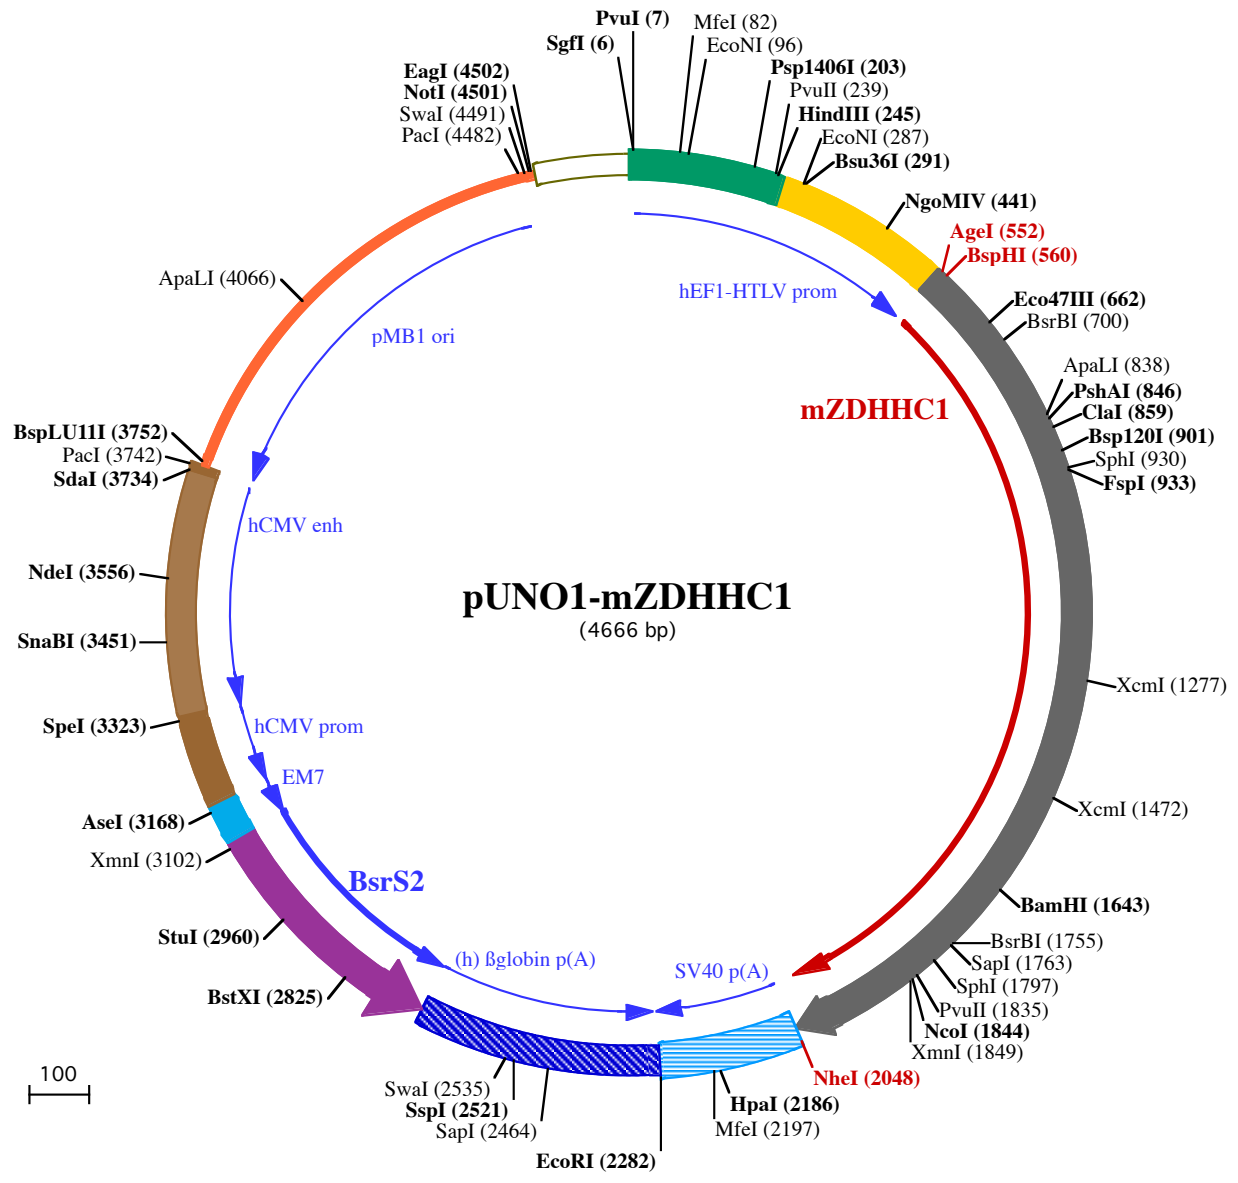 PvuI (7)
SgfI (6)
MfeI (82)
EcoNI (96)
Psp1406I (203)
PvuII (239)
HindIII (245)
EcoNI (287)
Bsu36I (291)
NgoMIV (441)
AgeI (552)
BspHI (560)
Eco47III (662)
BsrBI (700)
ApaLI (838)
PshAI (846)
ClaI (859)
Bsp120I (901)
SphI (930)
FspI (933)
XcmI (1277)
XcmI (1472)
BamHI (1643)
BsrBI (1755)
SapI (1763)
SphI (1797)
PvuII (1835)
NcoI (1844)
XmnI (1849)
NheI (2048)
HpaI (2186)
MfeI (2197)
EcoRI (2282)
SapI (2464)
SspI (2521)
SwaI (2535)
BstXI (2825)
StuI (2960)
XmnI (3102)
AseI (3168)
SpeI (3323)
SnaBI (3451)
NdeI (3556)
SdaI (3734)
PacI (3742)
BspLU11I (3752)
ApaLI (4066)
PacI (4482)
SwaI (4491)
NotI (4501)
EagI (4502)
hEF1-HTLV prom
mZDHHC1
SV40 p(A)
(h) ßglobin p(A)
BsrS2
EM7
hCMV prom
hCMV enh
pMB1 ori
pUNO1-mZDHHC1
(4666 bp)
100